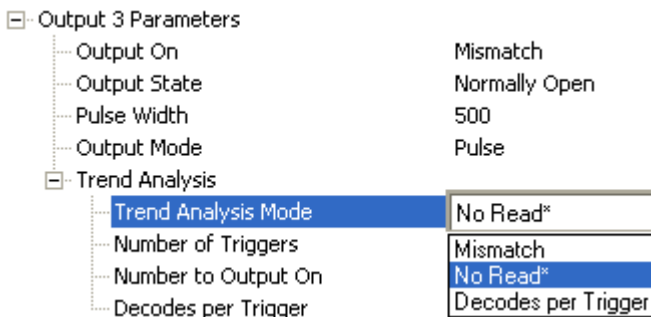 Output 3 Parameters
Output On Mismatch
Output State Normally Open
Pulse Width 500
Output Mode Pulse
Trend Analysis
Trend Analysis Mode No Read*
Number of Triggers Mismatch
Number to Output On No Read*
Decodes per Trigger Decodes per Trigger